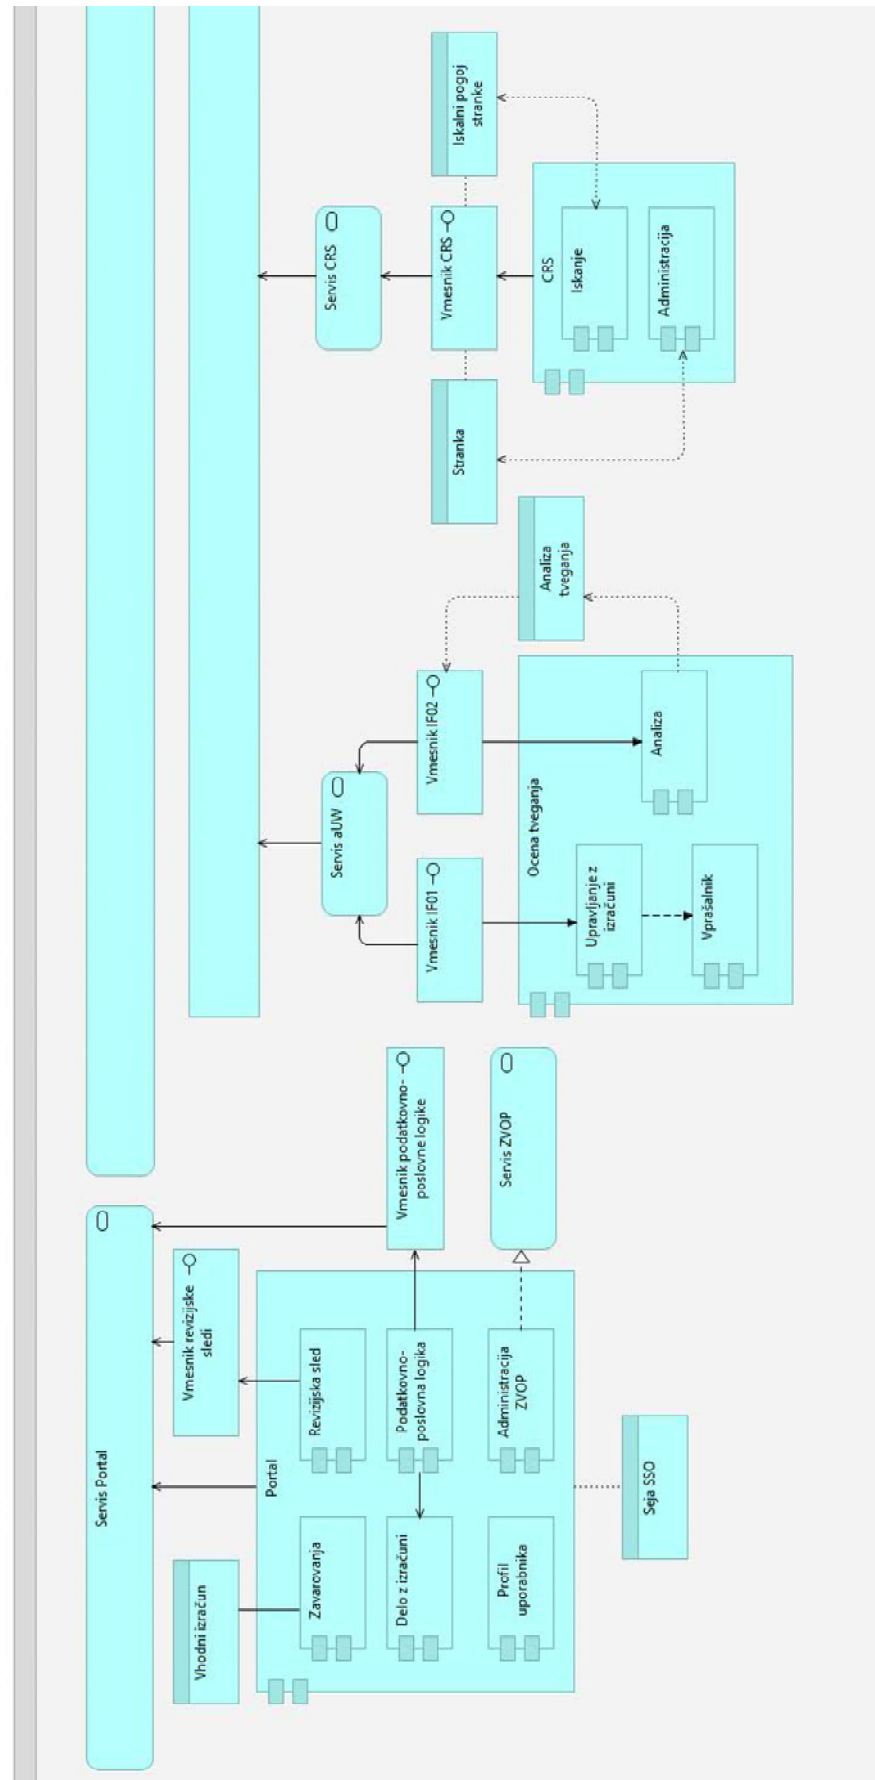 Servis Portal
Vhodni izračun
Vmesnik revizijske
sledi
Portal
Zavarovanja
Revizijska sled
Delo z izračuni
Podatkovno-
poslovna logika
Vmesnik podatkovno-
poslovne logike
Profil
uporabnika
Administracija
ZVOP
Servis ZVOP
Seja SSO
Servis aUW
Vmesnik IF01
Vmesnik IF02
Ocena tveganja
Upravljanje z
izračuni
Vprašalnik
Analiza
Analiza
tveganja
Servis CRS
Stranka
Vmesnik CRS
Iskalni pogoj
stranke
CRS
Iskanje
Administracija